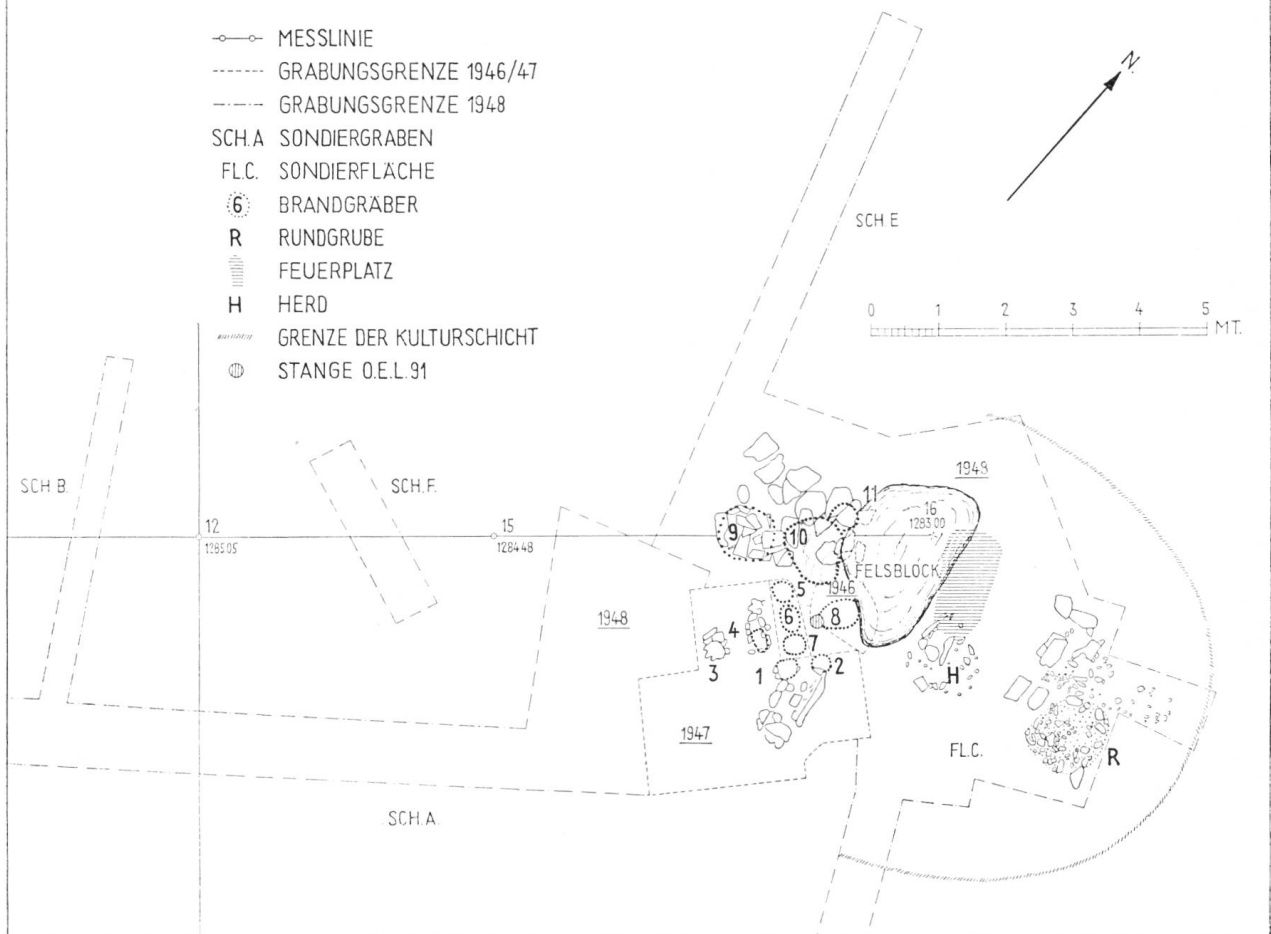 MESSLINIE
GRABUNGSGRENZE 1946/47
GRABUNGSGRENZE 1948
SCH.A SONDIERGRABEN
FL.C. SONDIERFLÄCHE
6 BRANDGRÄBER
R RUNDGRUBE
FEUERPLATZ
H HERD
GRENZE DER KULTURSCHICHT
STANGE O.E.L.91
N.
SCH E
0 1 2 3 4 5
MT.
SCH.B.
SCH.F.
12
15
1284.48
1948
11
16
1283.00
9
10
FELSBLOCK
1946
5
6
8
4
7
1948
3
1
2
H
1947
FL.C.
R
SCH.A.